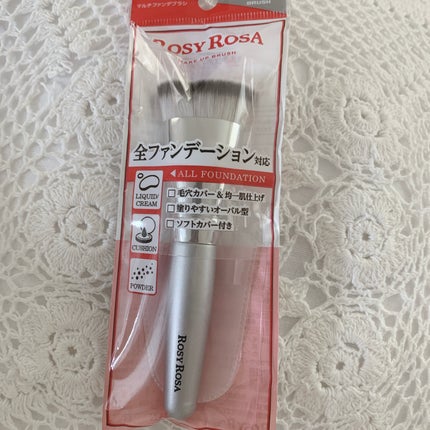 マルチファンデブラシ
BRUSH
ROSY ROSA
MAKE UP BRUSH
全ファンデーション対応
ALL FOUNDATION
LIQUID/
CREAM
CUSHION
POWDER
毛穴カバー&均一肌仕上げ
塗りやすいオーバル型
ソフトカバー付き
ROSY ROSA